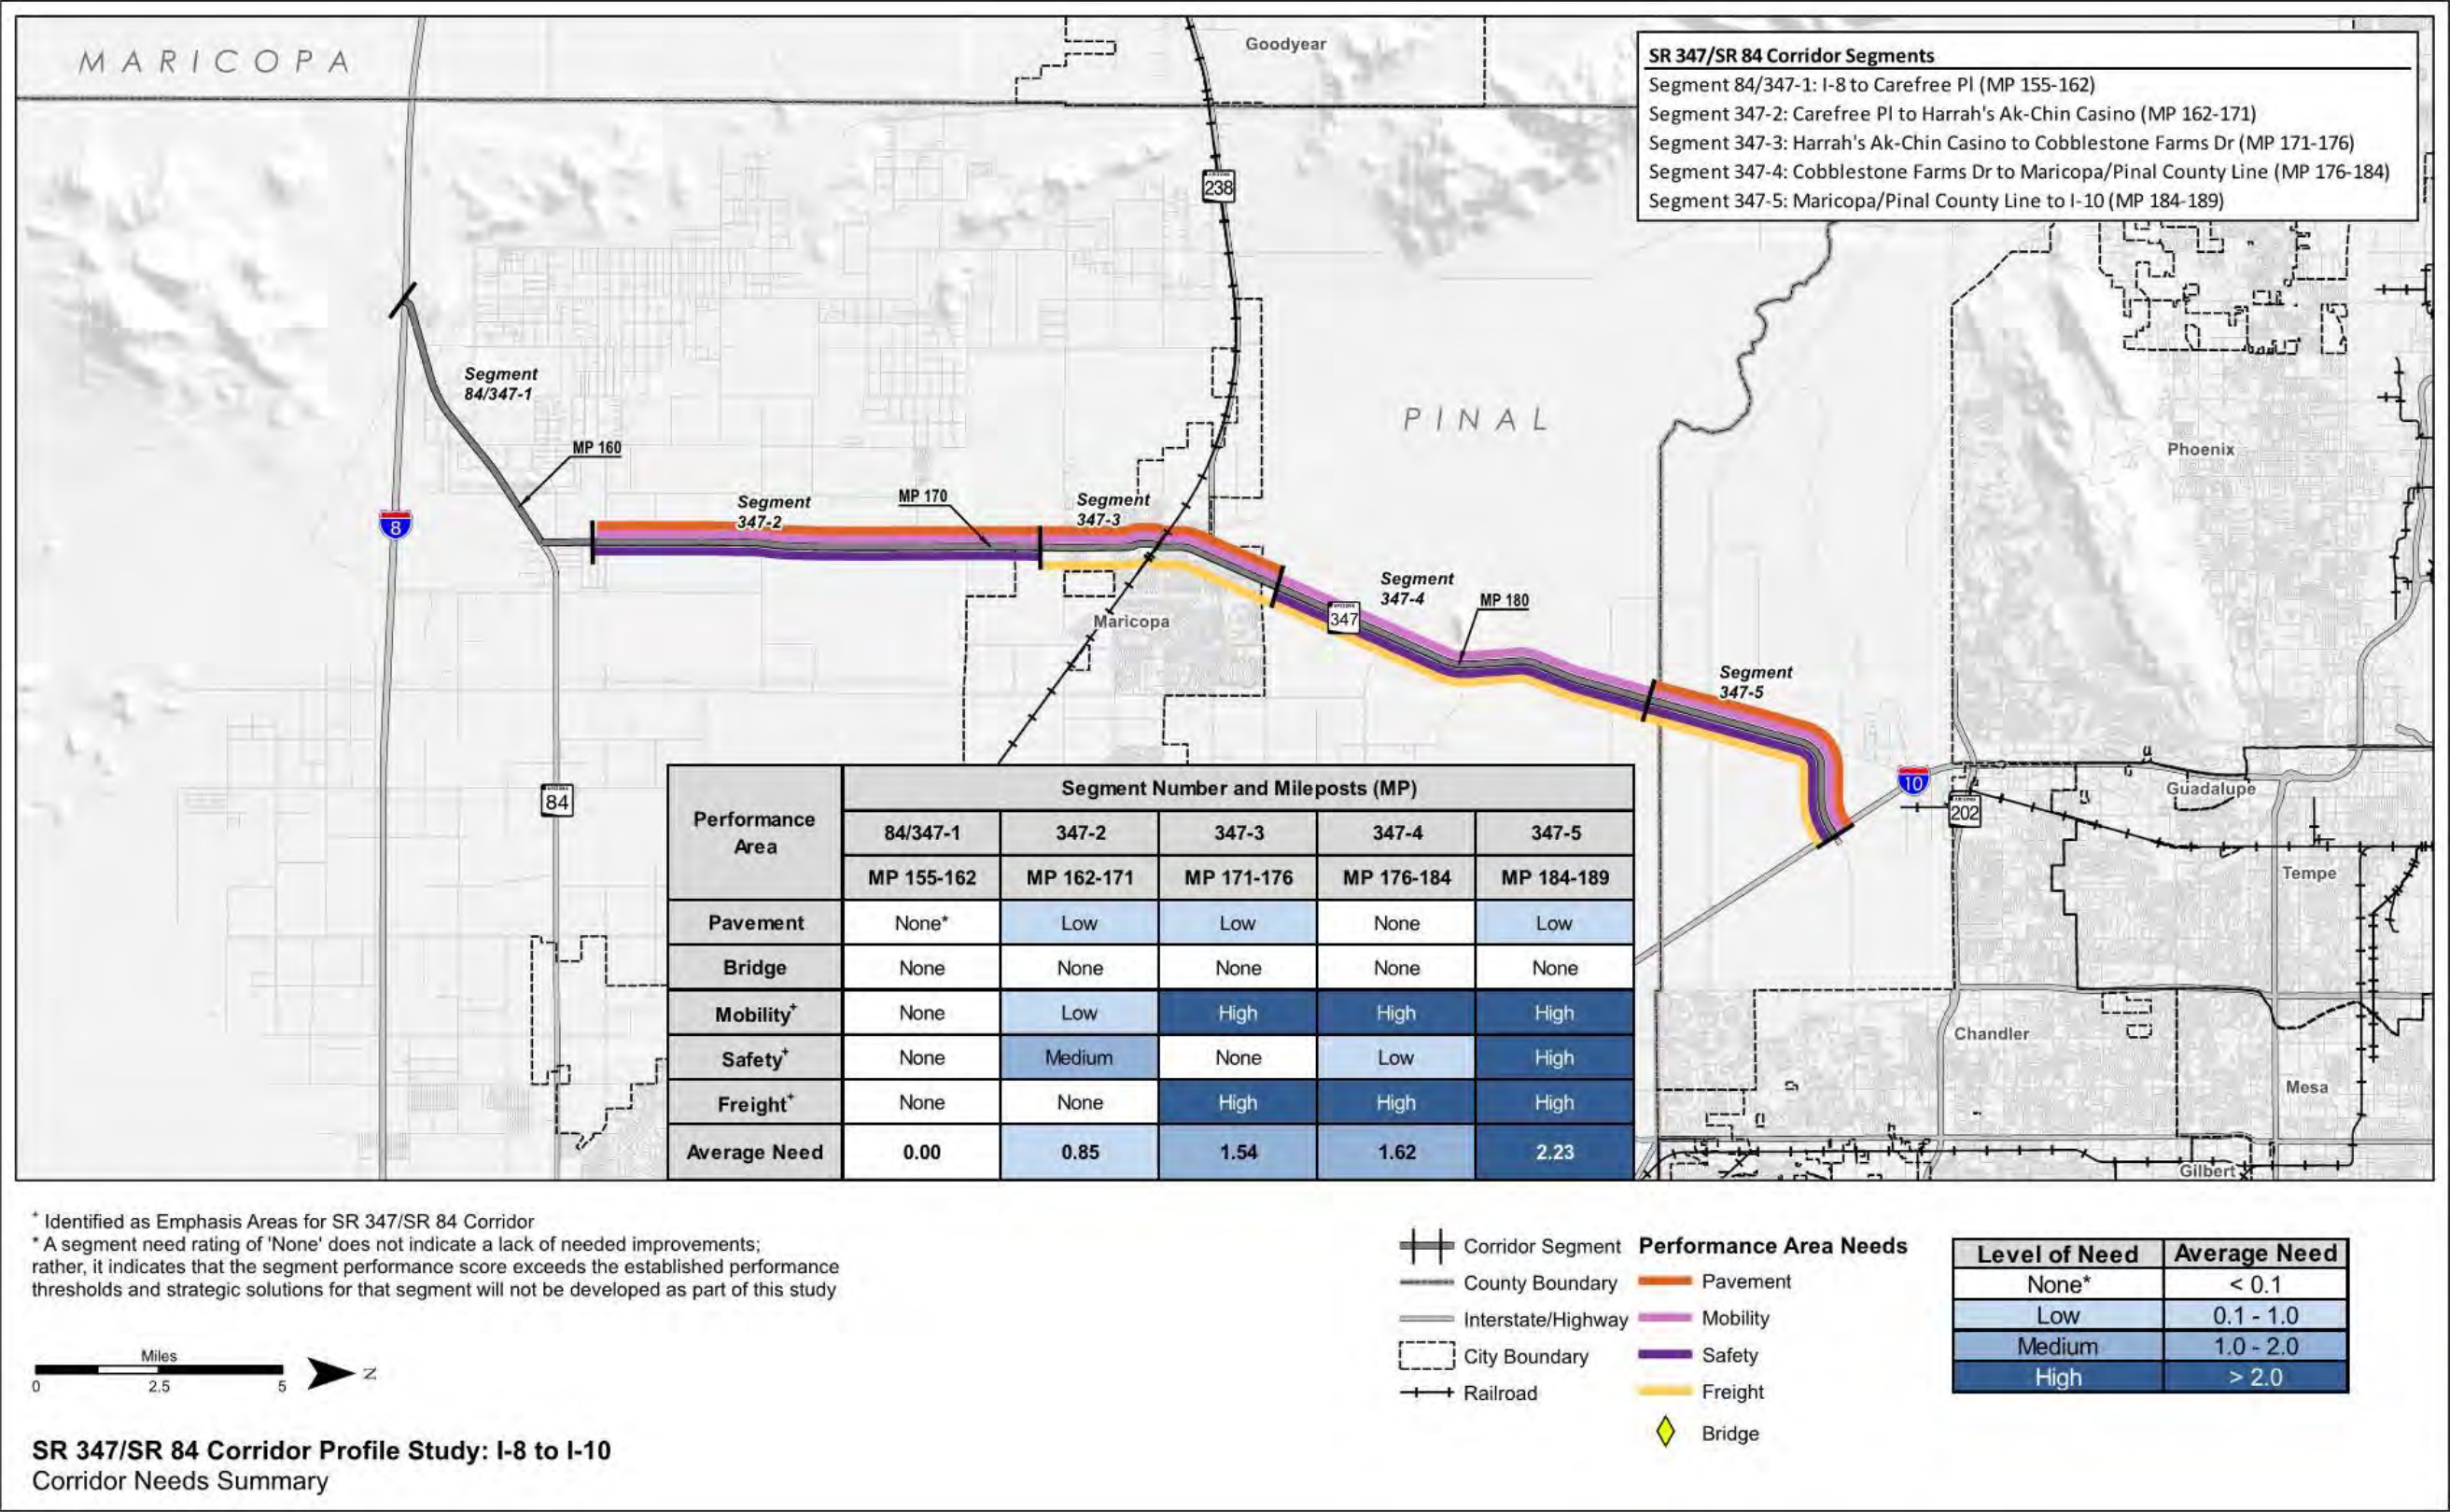 MARICOPA
Goodyear
SR 347/SR 84 Corridor Segments
Segment 84/347-1: I-8 to Carefree Pl (MP 155-162)
Segment 347-2: Carefree Pl to Harrah's Ak-Chin Casino (MP 162-171)
Segment 347-3: Harrah's Ak-Chin Casino to Cobblestone Farms Dr (MP 171-176)
Segment 347-4: Cobblestone Farms Dr to Maricopa/Pinal County Line (MP 176-184)
Segment 347-5: Maricopa/Pinal County Line to I-10 (MP 184-189)
238
Segment
84/347-1
PINAL
MP 160
Phoenix
Segment
347-2
MP 170
Segment
347-3
8
Segment
347-4
MP 180
347
Maricopa
Segment
347-5
10
84
202
Guadalupe
Tempe
Chandler
Mesa
Gilbert
Performance Area Segment Number and Mileposts (MP)
84/347-1 347-2 347-3 347-4 347-5
MP 155-162 MP 162-171 MP 171-176 MP 176-184 MP 184-189
Pavement None* Low Low None Low
Bridge None None None None None
Mobility+ None Low High High High
Safety+ None Medium None Low High
Freight+ None None High High High
Average Need 0.00 0.85 1.54 1.62 2.23
+ Identified as Emphasis Areas for SR 347/SR 84 Corridor
* A segment need rating of 'None' does not indicate a lack of needed improvements;
rather, it indicates that the segment performance score exceeds the established performance
thresholds and strategic solutions for that segment will not be developed as part of this study
Miles
0 2.5 5
N
SR 347/SR 84 Corridor Profile Study: I-8 to I-10
Corridor Needs Summary
Corridor Segment
County Boundary
Interstate/Highway
City Boundary
Railroad
Performance Area Needs
Pavement
Mobility
Safety
Freight
Bridge
Level of Need Average Need
None* < 0.1
Low 0.1 - 1.0
Medium 1.0 - 2.0
High > 2.0